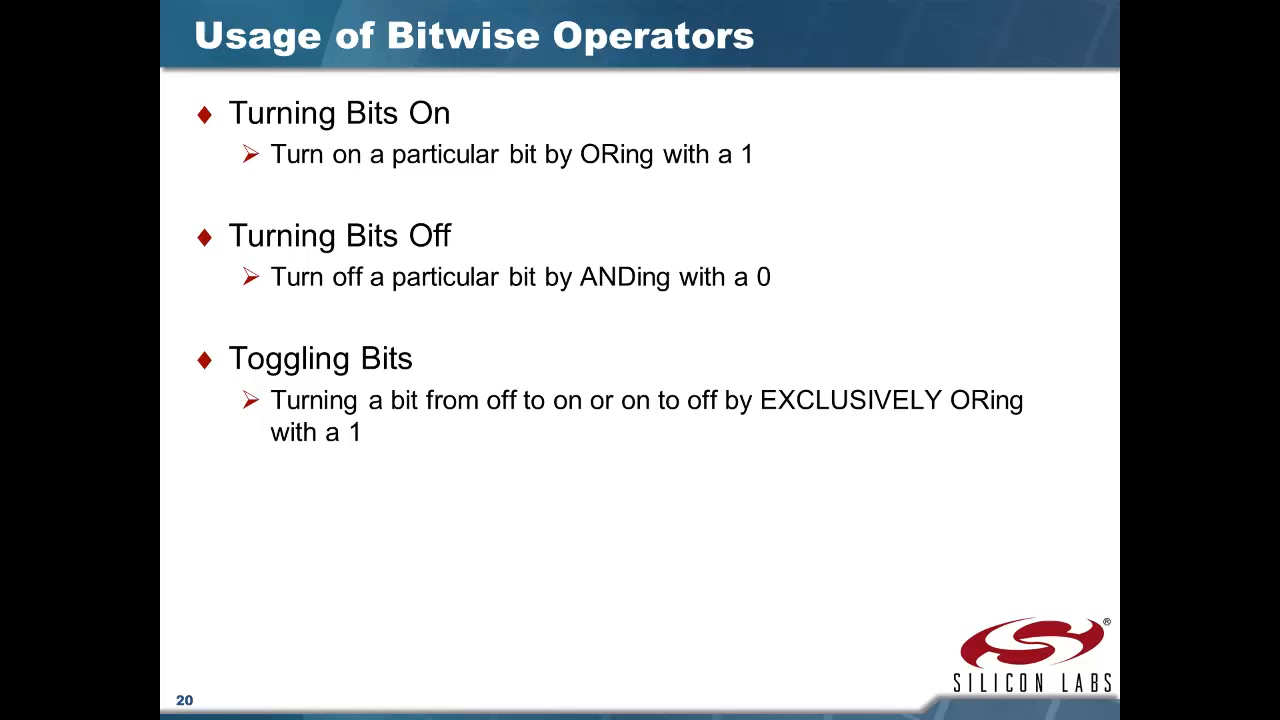 Usage of Bitwise Operators
Turning Bits On
Turn on a particular bit by ORing with a 1
Turning Bits Off
Turn off a particular bit by ANDing with a 0
Toggling Bits
Turning a bit from off to on or on to off by EXCLUSIVELY ORing
with a 1
®
SILICON LABS
20